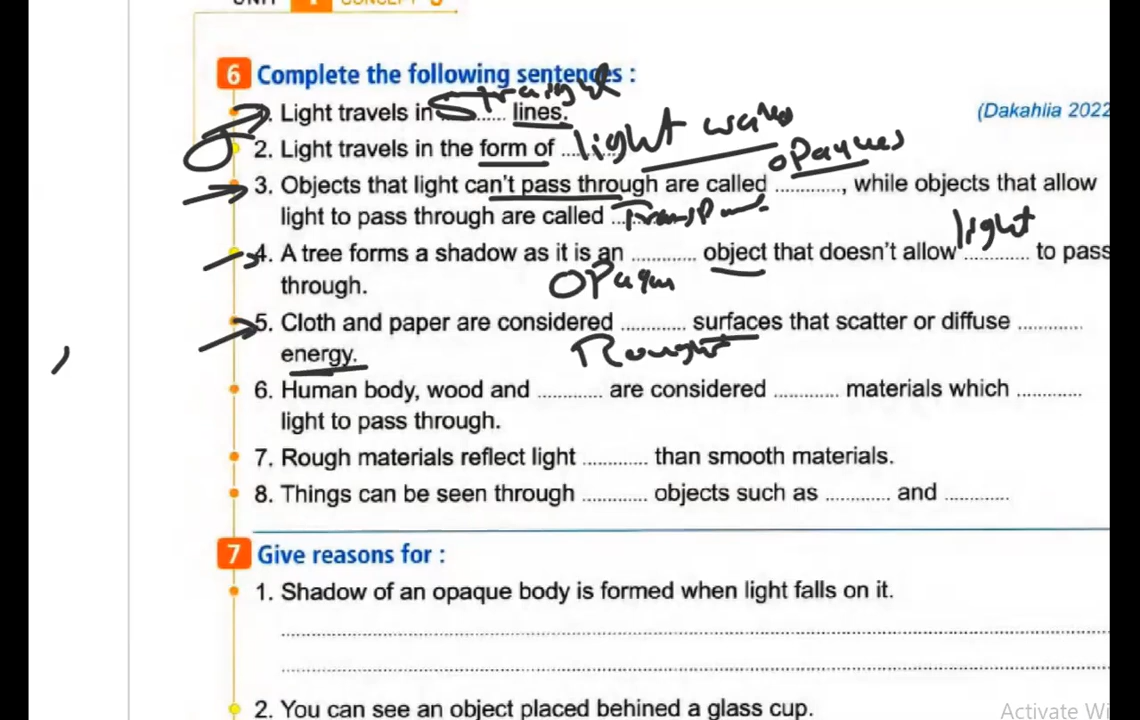 UNIT 1 CONCEPT 3
6 Complete the following sentences :
1. Light travels in straight lines. (Dakahlia 2022
2. Light travels in the form of .... light waves
opaques
3. Objects that light can't pass through are called ............, while objects that allow
light to pass through are called ...
light
4. A tree forms a shadow as it is an ............ object that doesn't allow ............ to pass
through.
5. Cloth and paper are considered ............ surfaces that scatter or diffuse ............
energy. Rought
6. Human body, wood and ............ are considered ............ materials which ............
light to pass through.
7. Rough materials reflect light ............ than smooth materials.
8. Things can be seen through ............ objects such as ............ and ............
7 Give reasons for :
1. Shadow of an opaque body is formed when light falls on it.
2. You can see an object placed behined a glass cup.
Activate Wi